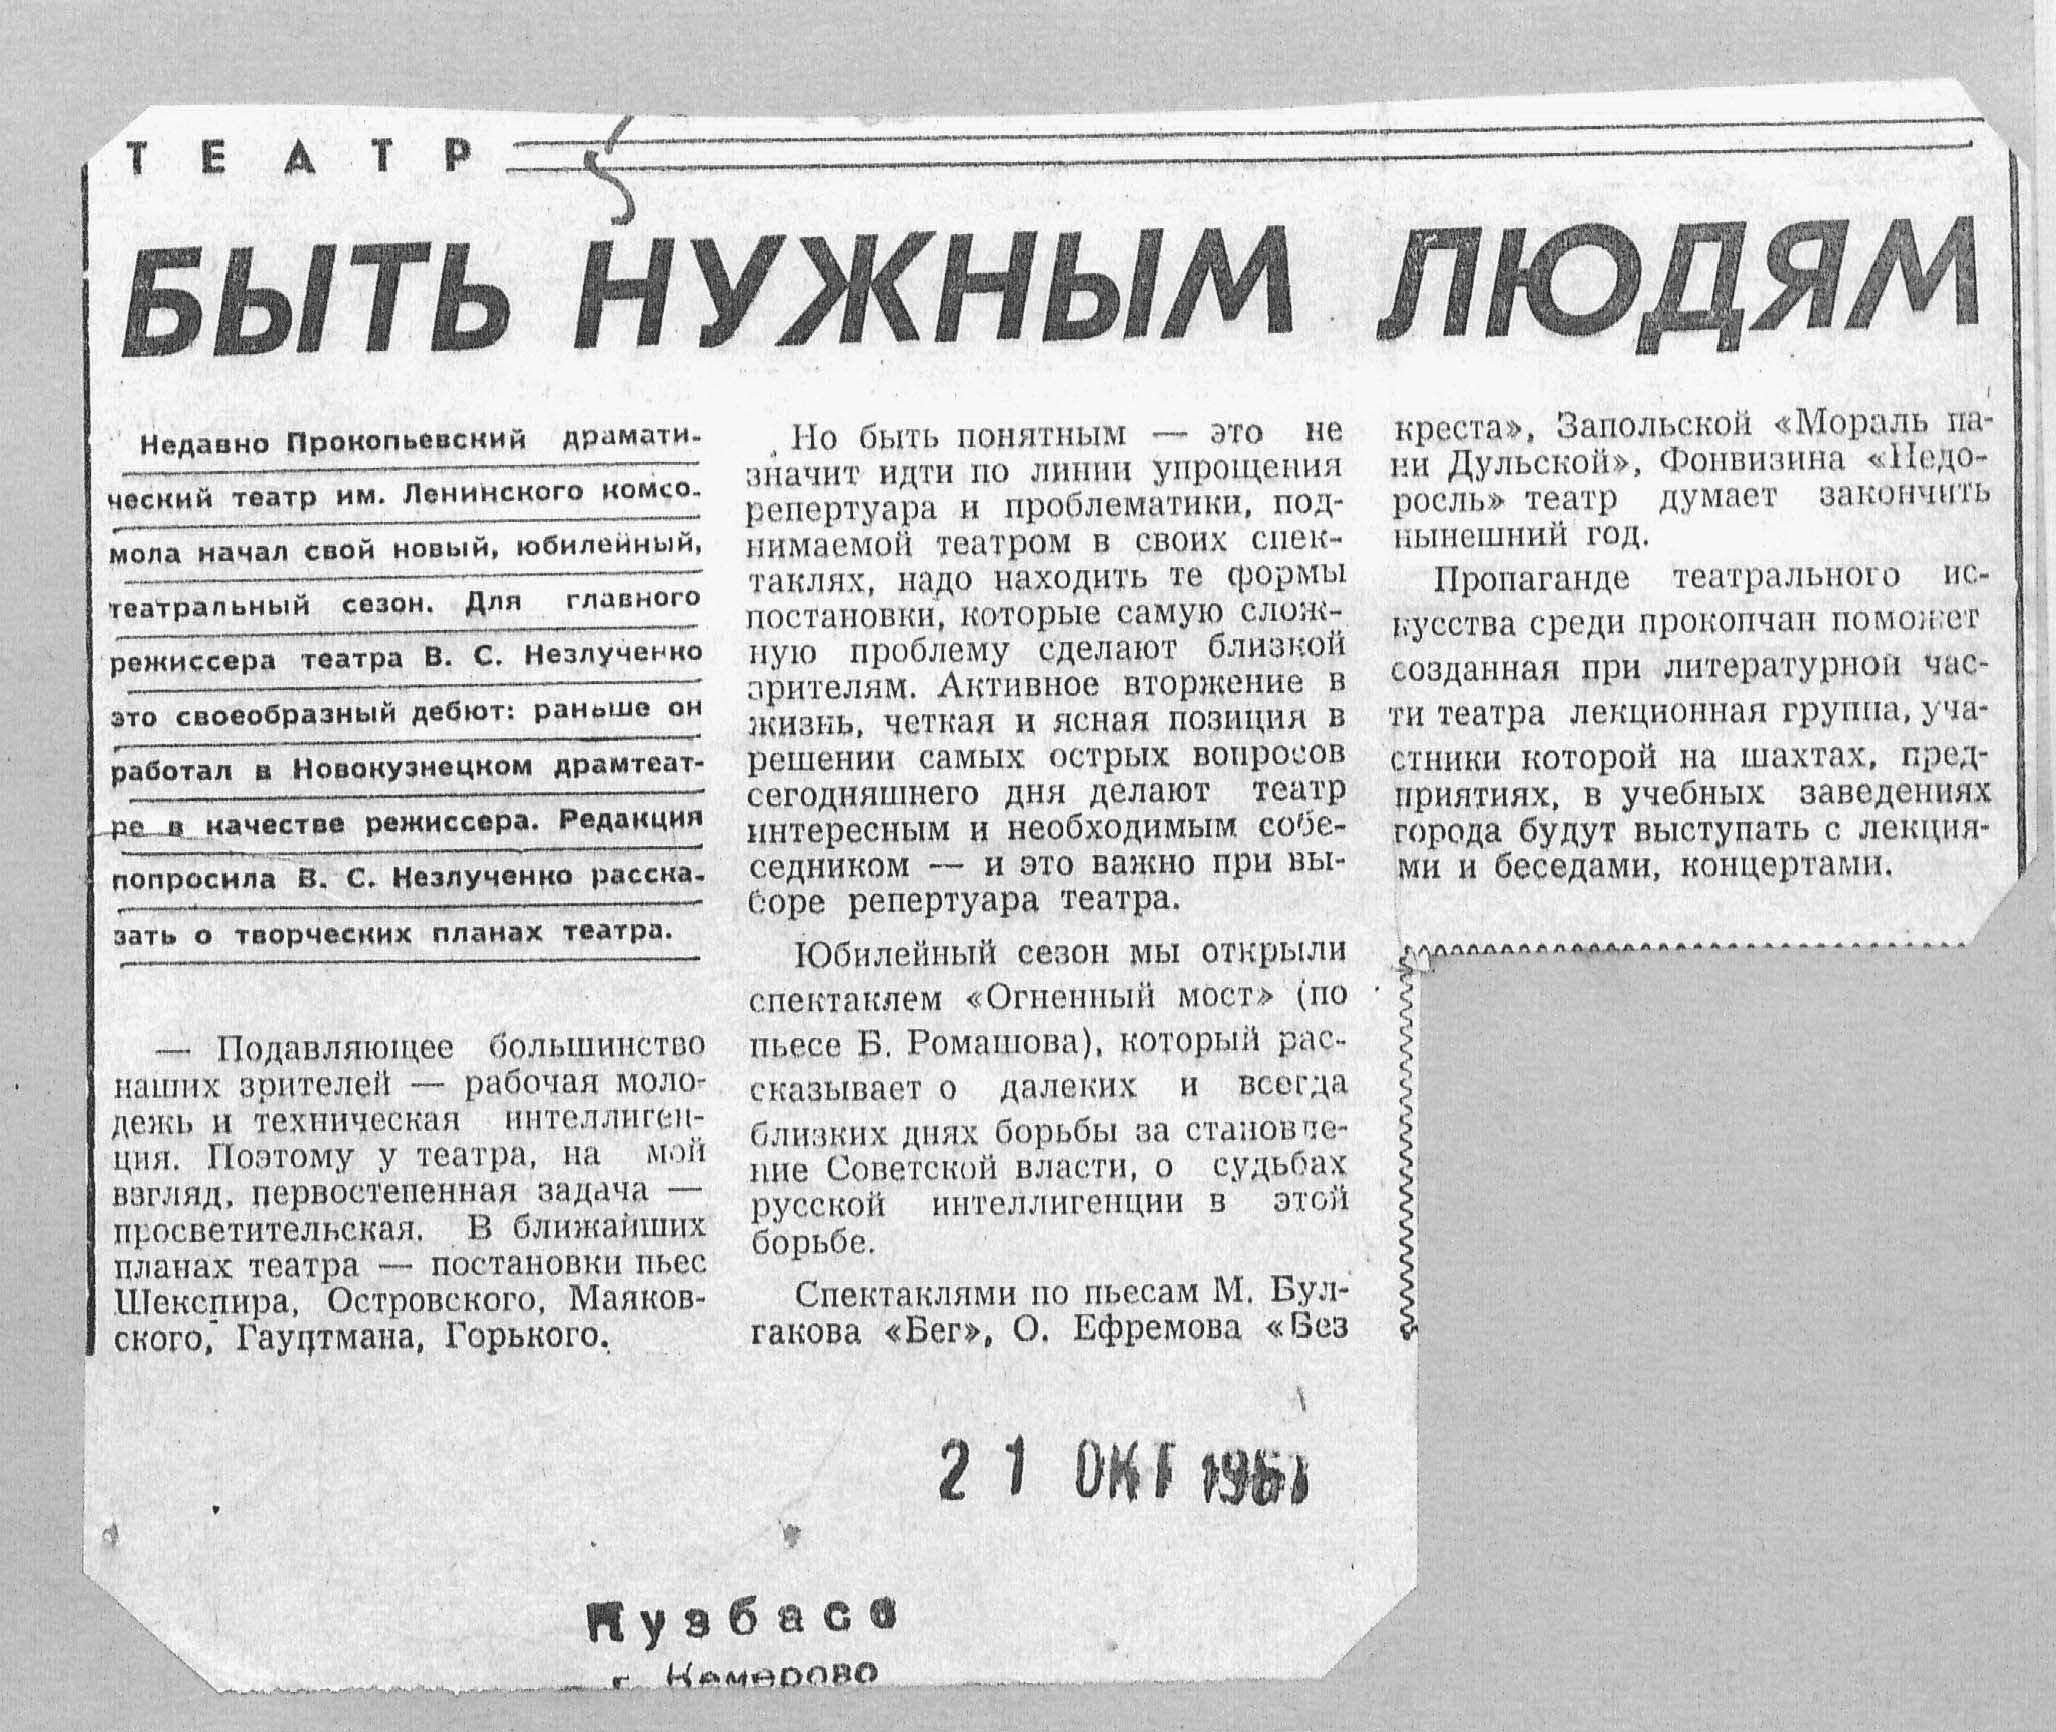 ТЕАТР
БЫТЬ НУЖНЫМ ЛЮДЯМ
Недавно Прокопьевский драмати-
ческий театр им. Ленинского комсо-
мола начал свой новый, юбилейный,
театральный сезон. Для главного
режиссера театра В. С. Незлученко
это своеобразный дебют: раньше он
работал в Новокузнецком драмтеат-
ре в качестве режиссера. Редакция
попросила В. С. Незлученко расска-
зать о творческих планах театра.
— Подавляющее большинство
наших зрителей — рабочая моло-
дежь и техническая интеллиген-
ция. Поэтому у театра, на мой
взгляд, первостепенная задача —
просветительская. В ближайших
планах театра — постановки пьес
Шекспира, Островского, Маяков-
ского, Гауптмана, Горького.
Но быть понятным — это не
значит идти по линии упрощения
репертуара и проблематики, под-
нимаемой театром в своих спек-
таклях, надо находить те формы
постановки, которые самую слож-
ную проблему сделают близкой
зрителям. Активное вторжение в
жизнь, четкая и ясная позиция в
решении самых острых вопросов
сегодняшнего дня делают театр
интересным и необходимым собе-
седником — и это важно при вы-
боре репертуара театра.
Юбилейный сезон мы открыли
спектаклем «Огненный мост» (по
пьесе Б. Ромашова), который рас-
сказывает о далеких и всегда
близких днях борьбы за становле-
ние Советской власти, о судьбах
русской интеллигенции в этой
борьбе.
Спектаклями по пьесам М. Бул-
гакова «Бег», О. Ефремова «Без
креста», Запольской «Мораль па-
ни Дульской», Фонвизина «Недо-
росль» театр думает закончить
нынешний год.
Пропаганде театрального ис-
кусства среди прокопчан поможет
созданная при литературной час-
ти театра лекционная группа, уча-
стники которой на шахтах, пред-
приятиях, в учебных заведениях
города будут выступать с лекция-
ми и беседами, концертами.
21 ОКТ
Кузбасс
г. Кемерово